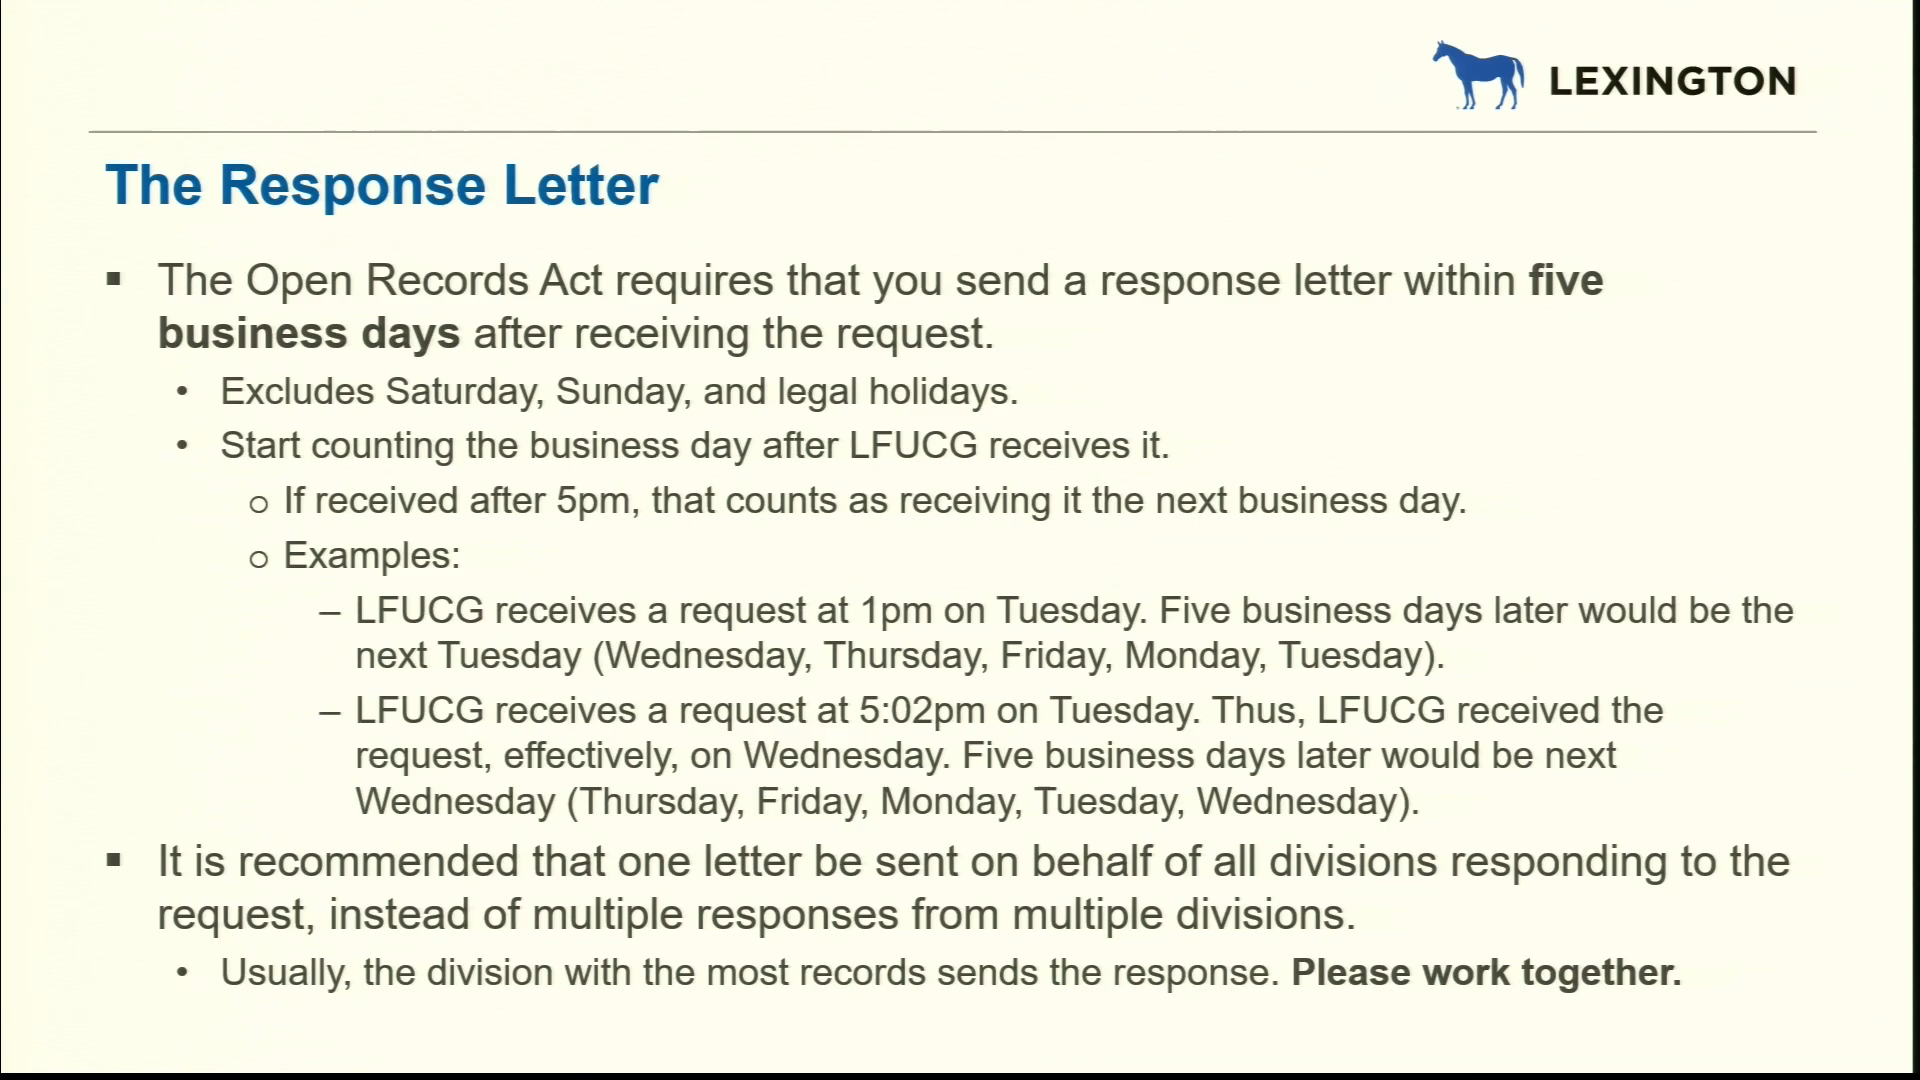 LEXINGTON
The Response Letter
▪ The Open Records Act requires that you send a response letter within five
business days after receiving the request.
• Excludes Saturday, Sunday, and legal holidays.
• Start counting the business day after LFUCG receives it.
o If received after 5pm, that counts as receiving it the next business day.
o Examples:
– LFUCG receives a request at 1pm on Tuesday. Five business days later would be the
next Tuesday (Wednesday, Thursday, Friday, Monday, Tuesday).
– LFUCG receives a request at 5:02pm on Tuesday. Thus, LFUCG received the
request, effectively, on Wednesday. Five business days later would be next
Wednesday (Thursday, Friday, Monday, Tuesday, Wednesday).
▪ It is recommended that one letter be sent on behalf of all divisions responding to the
request, instead of multiple responses from multiple divisions.
• Usually, the division with the most records sends the response. Please work together.